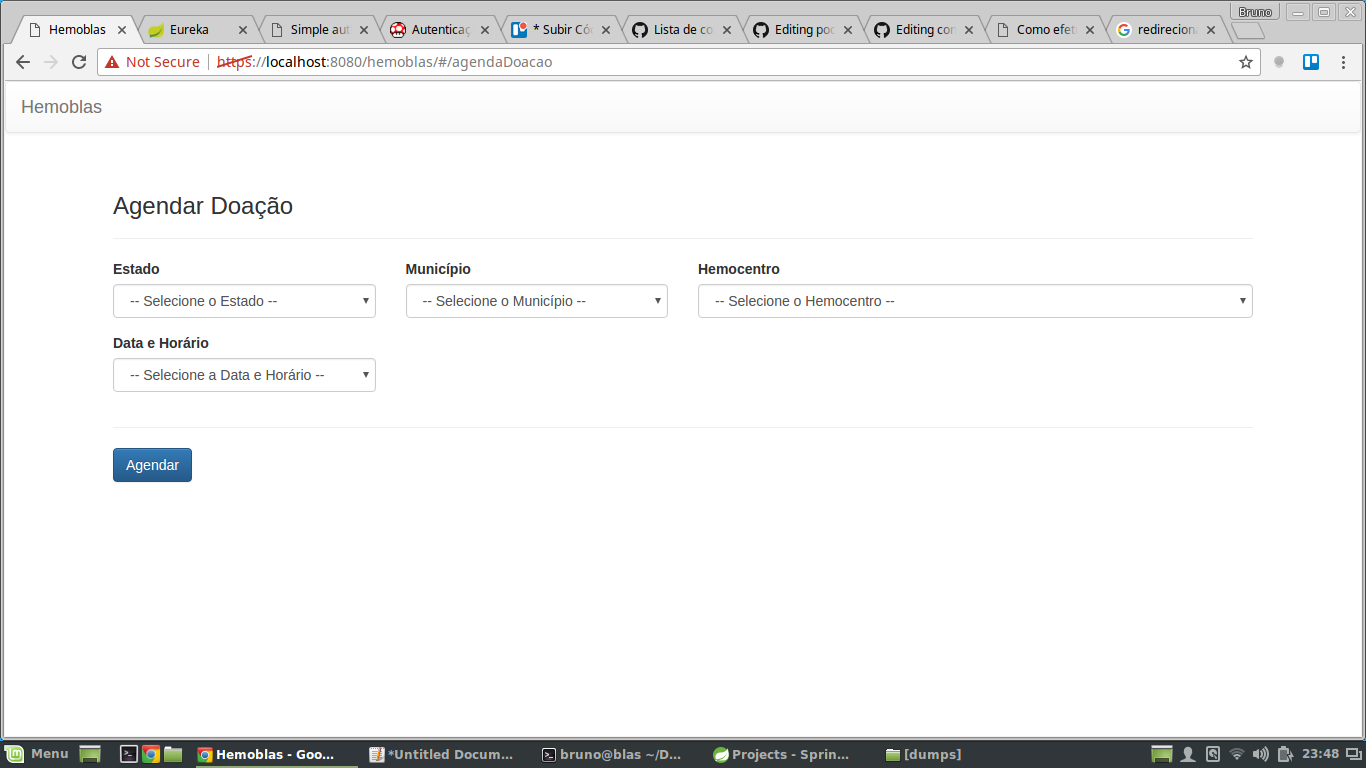 Bruno
Hemoblas
Eureka
Simple aut
Autenticaç
* Subir Có
Lista de co
Editing poc
Editing con
Como efet
redireciona
Not Secure
https://localhost:8080/hemoblas/#/agendaDoacao
Hemoblas
Agendar Doação
Estado
Município
Hemocentro
-- Selecione o Estado --
-- Selecione o Município --
-- Selecione o Hemocentro --
Data e Horário
-- Selecione a Data e Horário --
Agendar
Menu
Hemoblas - Goo...
*Untitled Docum...
bruno@blas ~/D...
Projects - Sprin...
[dumps]
23:48